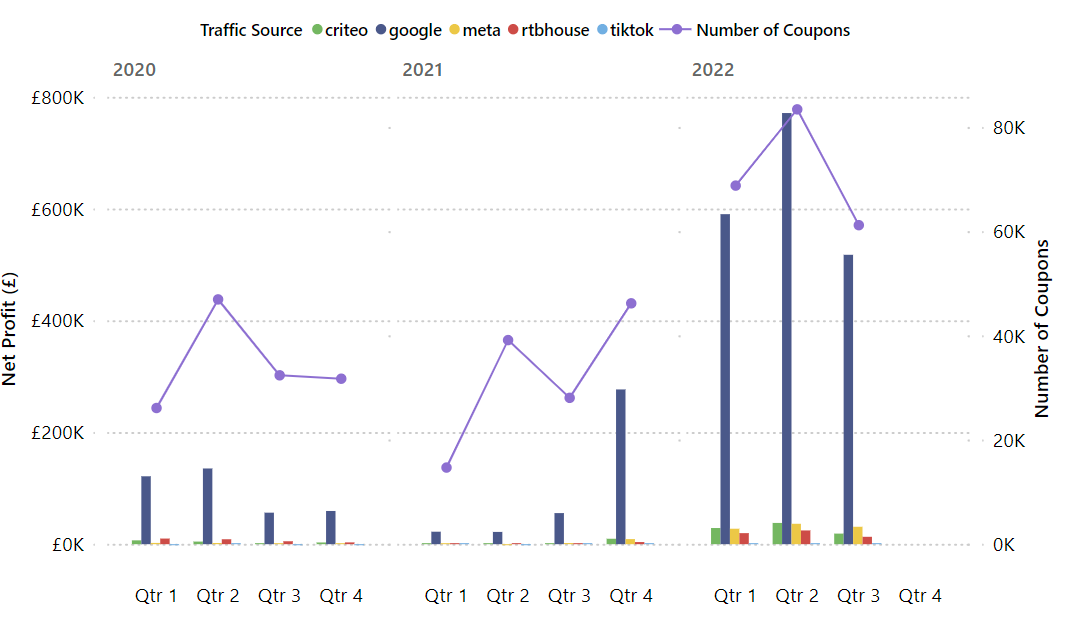 Traffic Source criteo google meta rtbhouse tiktok Number of Coupons
2020 2021 2022
£800K
80K
£600K
60K
£400K
40K
£200K
20K
£0K 0K
Net Profit (£)
Number of Coupons
Qtr 1 Qtr 2 Qtr 3 Qtr 4 Qtr 1 Qtr 2 Qtr 3 Qtr 4 Qtr 1 Qtr 2 Qtr 3 Qtr 4